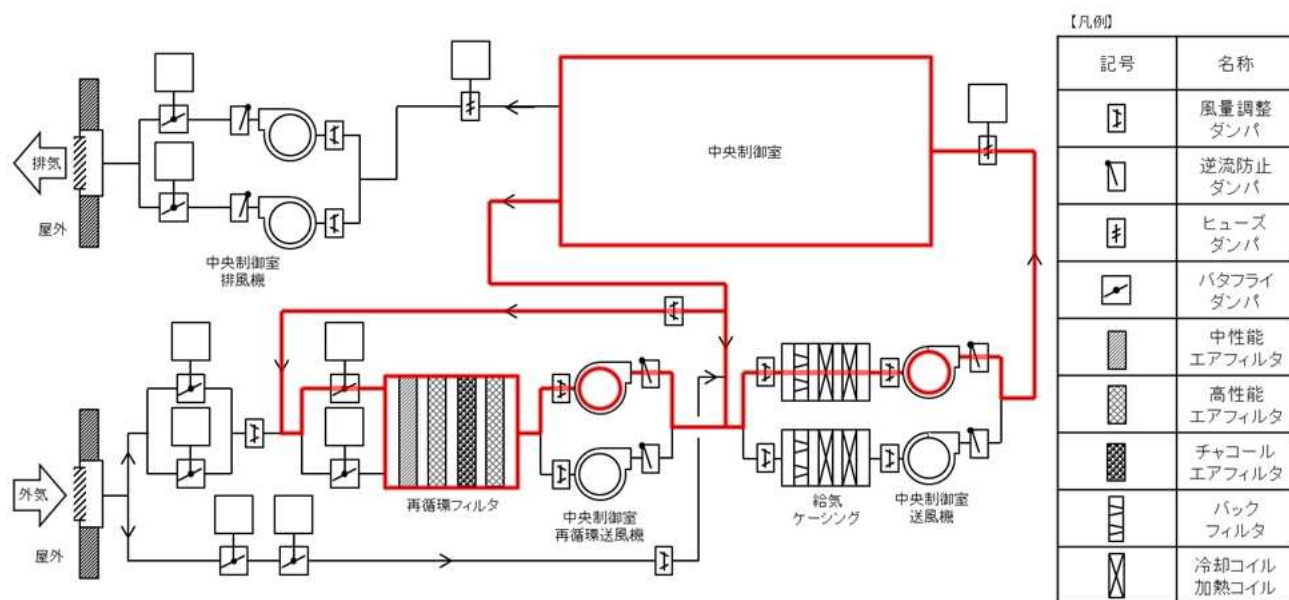 【凡例】
記号
名称
風量調整
ダンパ
逆流防止
ダンパ
ヒューズ
ダンパ
バタフライ
ダンパ
中性能
エアフィルタ
高性能
エアフィルタ
チャコール
エアフィルタ
バック
フィルタ
冷却コイル
加熱コイル
排気
屋外
中央制御室
排風機
中央制御室
外気
屋外
再循環フィルタ
中央制御室
再循環送風機
給気
ケーシング
中央制御室
送風機